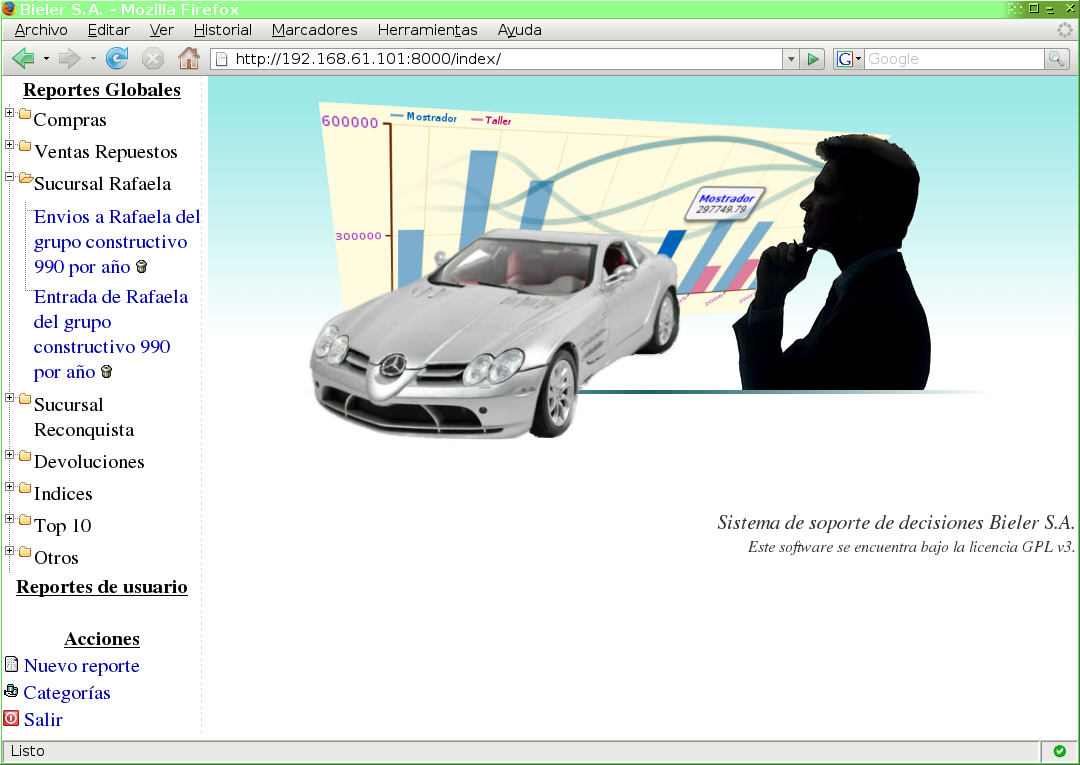 Bieler S.A. - Mozilla Firefox
Archivo Editar Ver Historial Marcadores Herramientas Ayuda
http://192.168.61.101:8000/index/
G Google
Reportes Globales
Compras
Ventas Repuestos
Sucursal Rafaela
Envios a Rafaela del
grupo constructivo
990 por año
Entrada de Rafaela
del grupo
constructivo 990
por año
Sucursal
Reconquista
Devoluciones
Indices
Top 10
Otros
Reportes de usuario
Acciones
Nuevo reporte
Categorías
Salir
600000
Mostrador Taller
300000
Mostrador
297749.79
2006
Sistema de soporte de decisiones Bieler S.A.
Este software se encuentra bajo la licencia GPL v3.
Listo